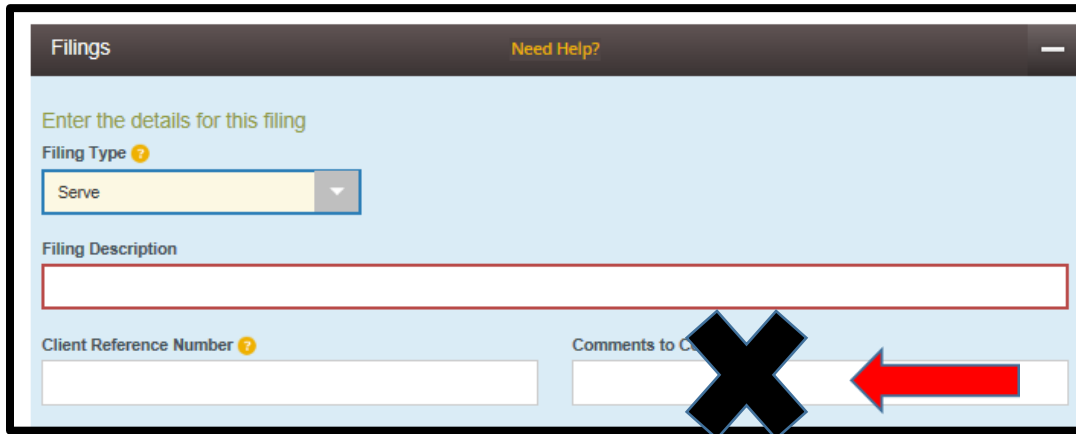 Filings
Need Help?
Enter the details for this filing
Filing Type ?
Serve
Filing Description
Client Reference Number ?
Comments to